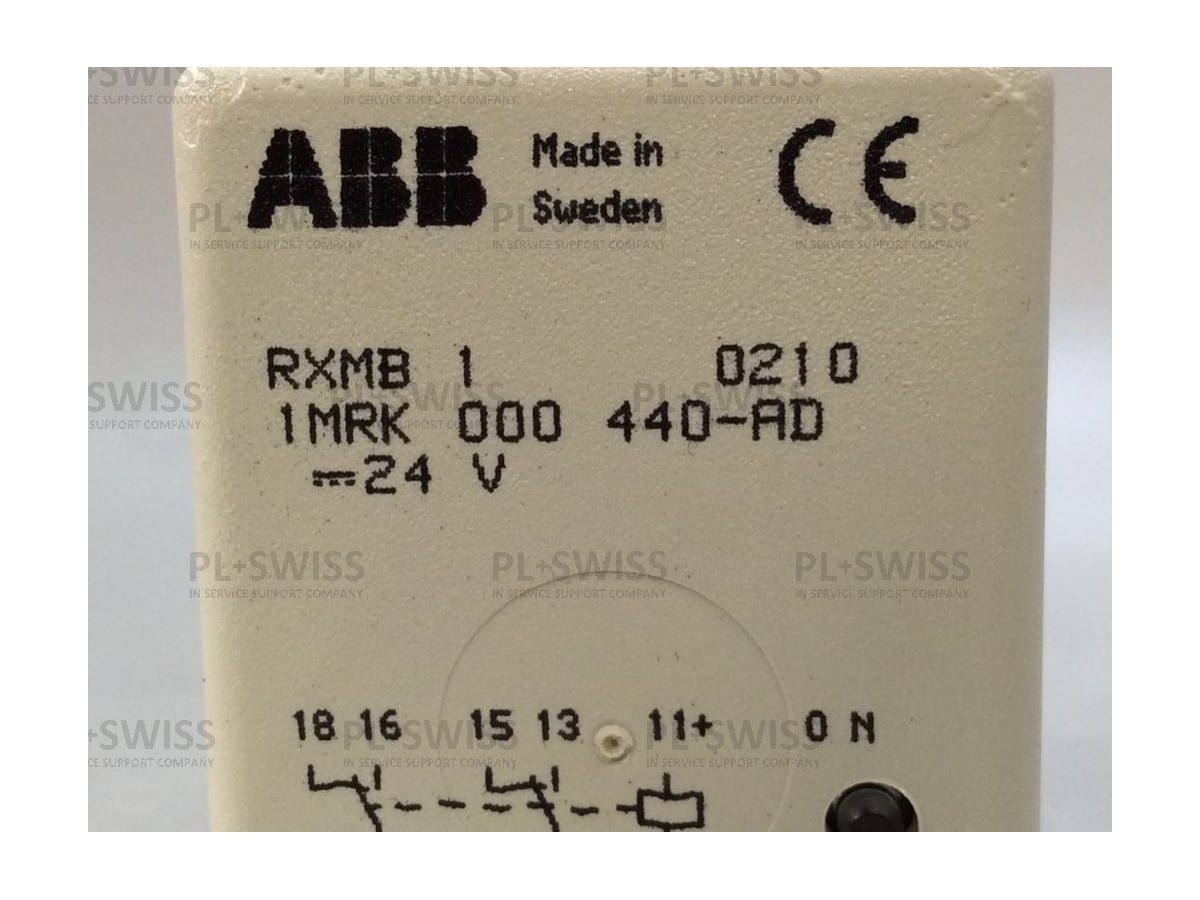 ABB Made in Sweden CE
RXMB 1 0210
1MRK 000 440-AD
⎓24 V
18 16 15 13 11+ 0 N
PL+SWISS
IN SERVICE SUPPORT COMPANY